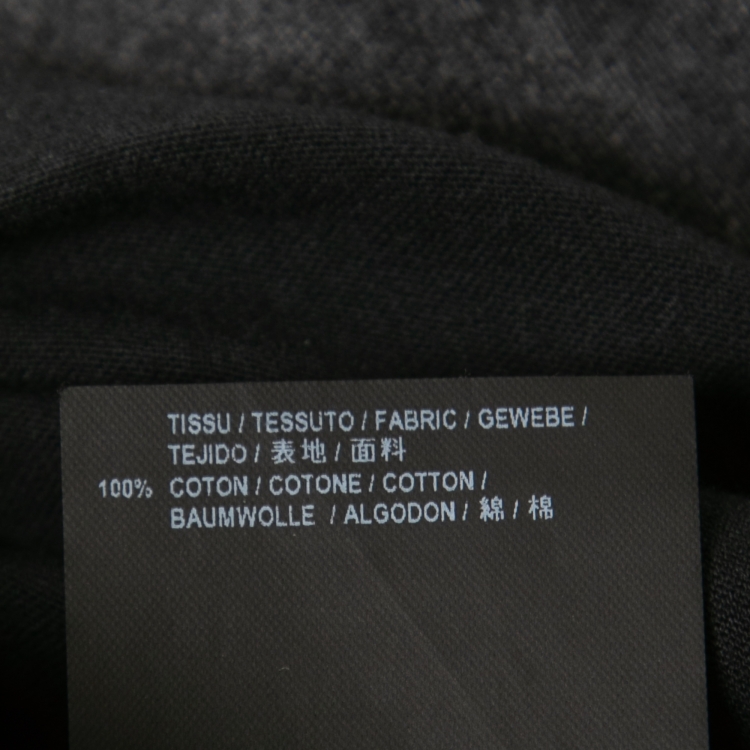 TISSU / TESSUTO / FABRIC / GEWEBE /
TEJIDO / 表地 / 面料
100% COTON / COTONE / COTTON /
BAUMWOLLE / ALGODON / 綿 / 棉